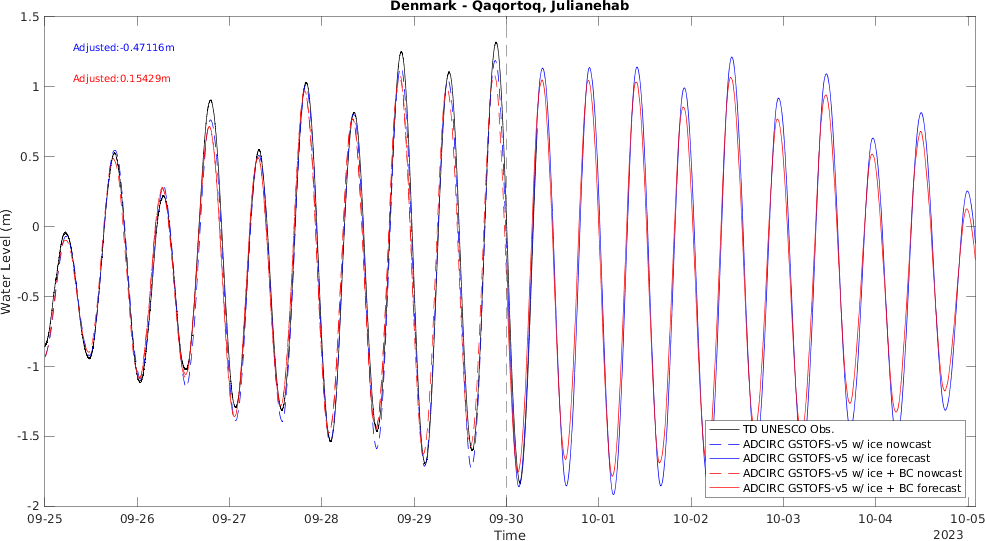 Denmark - Qaqortoq, Julianehab
Adjusted:-0.47116m
Adjusted:0.15429m
Water Level (m)
1.5
1
0.5
0
-0.5
-1
-1.5
-2
TD UNESCO Obs.
ADCIRC GSTOFS-v5 w/ ice nowcast
ADCIRC GSTOFS-v5 w/ ice forecast
ADCIRC GSTOFS-v5 w/ ice + BC nowcast
ADCIRC GSTOFS-v5 w/ ice + BC forecast
09-25 09-26 09-27 09-28 09-29 09-30 10-01 10-02 10-03 10-04 10-05
Time
2023